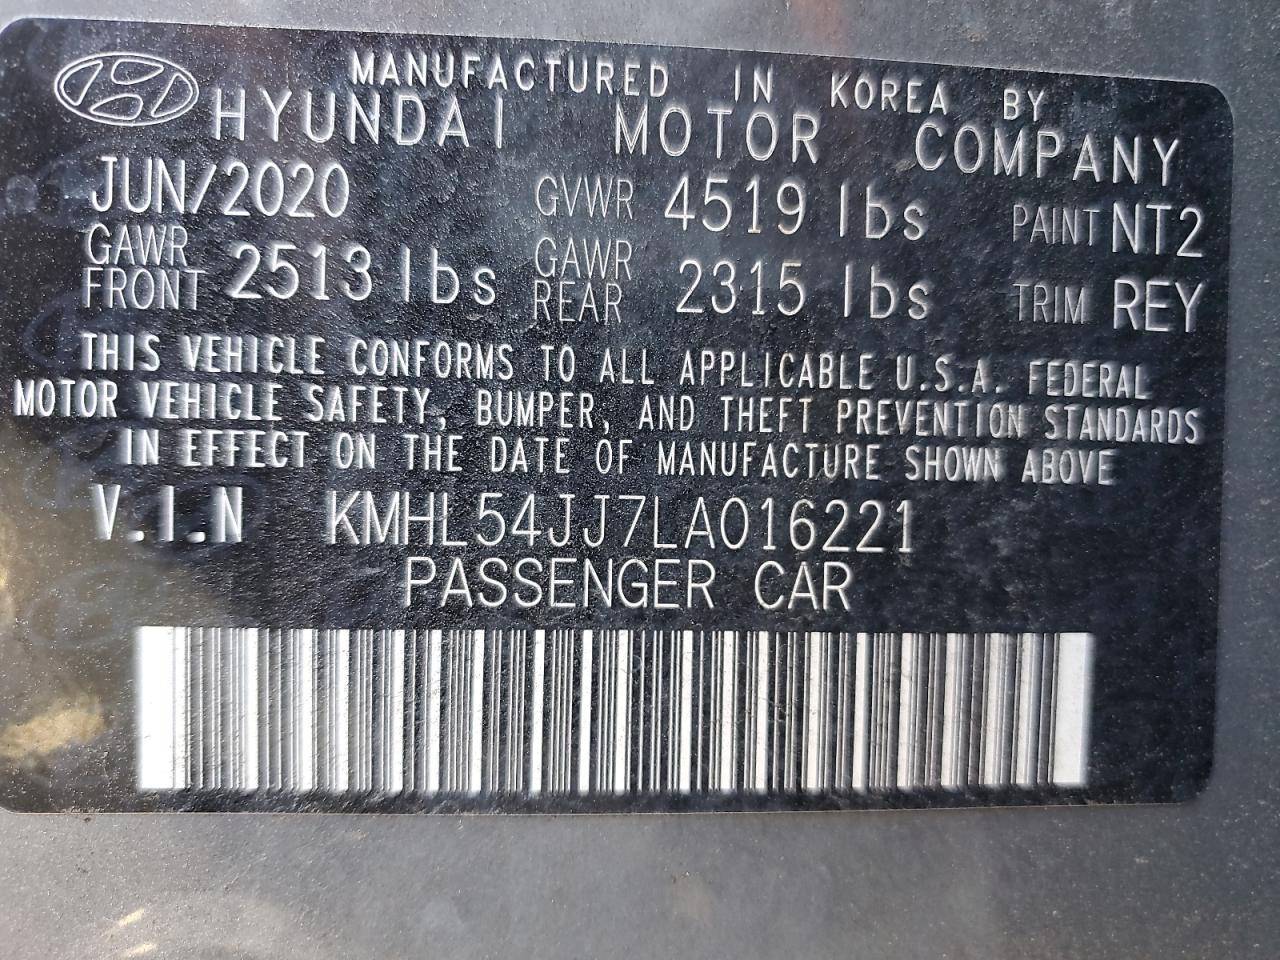 MANUFACTURED IN KOREA BY
HYUNDAI MOTOR COMPANY
JUN/2020 GVWR 4519 lbs PAINT NT2
GAWR FRONT 2513 lbs GAWR REAR 2315 lbs TRIM REY
THIS VEHICLE CONFORMS TO ALL APPLICABLE U.S.A. FEDERAL
MOTOR VEHICLE SAFETY, BUMPER, AND THEFT PREVENTION STANDARDS
IN EFFECT ON THE DATE OF MANUFACTURE SHOWN ABOVE
V.I.N KMHL54JJ7LA016221
PASSENGER CAR